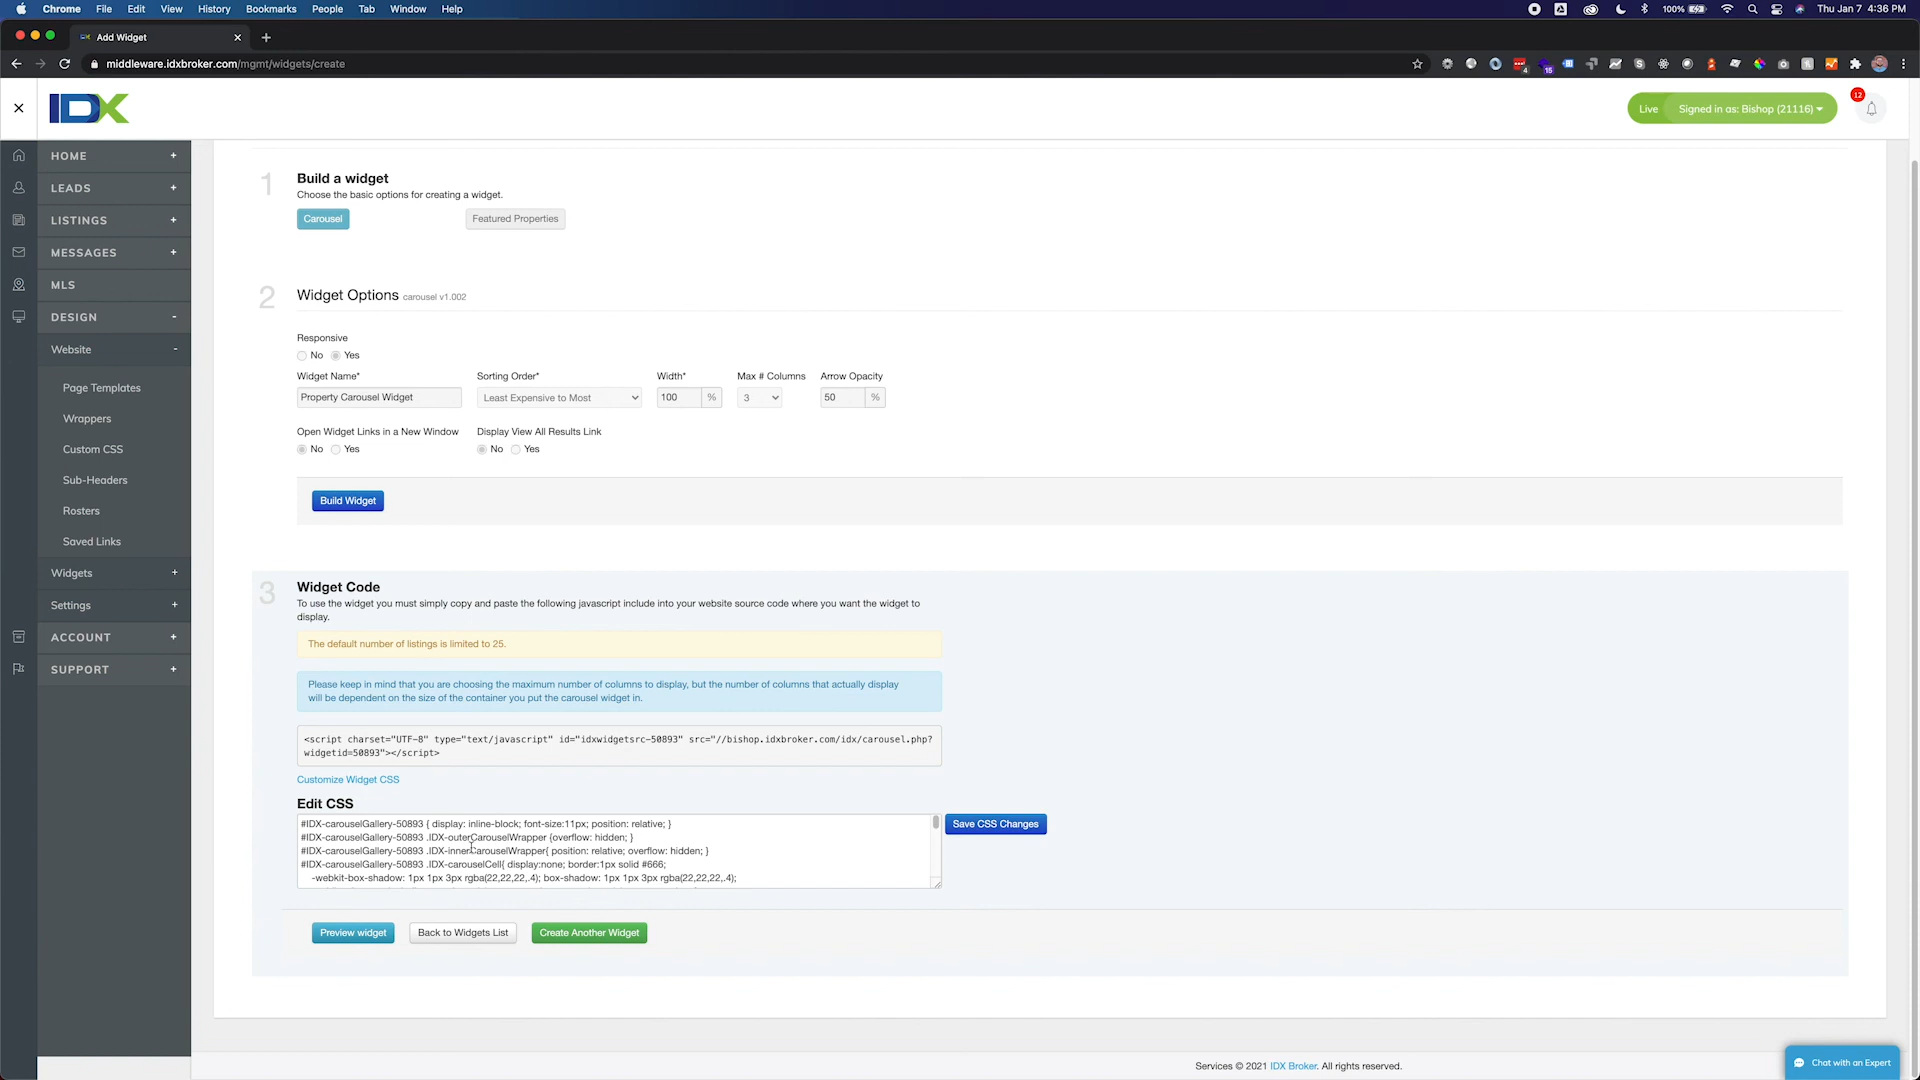 Chrome File Edit View History Bookmarks People Tab Window Help
100% Thu Jan 7 4:36 PM
Add Widget
middleware.idxbroker.com/mgmt/widgets/create
4
15
IDX
Live Signed in as: Bishop (21116)
12
HOME +
LEADS +
LISTINGS +
MESSAGES +
MLS
DESIGN -
Website -
Page Templates
Wrappers
Custom CSS
Sub-Headers
Rosters
Saved Links
Widgets +
Settings +
ACCOUNT +
SUPPORT +
1
Build a widget
Choose the basic options for creating a widget.
Carousel Featured Properties
2
Widget Options carousel v1.002
Responsive
No Yes
Widget Name* Sorting Order* Width* Max # Columns Arrow Opacity
Property Carousel Widget Least Expensive to Most 100 % 3 50 %
Open Widget Links in a New Window Display View All Results Link
No Yes No Yes
Build Widget
3
Widget Code
To use the widget you must simply copy and paste the following javascript include into your website source code where you want the widget to
display.
The default number of listings is limited to 25.
Please keep in mind that you are choosing the maximum number of columns to display, but the number of columns that actually display
will be dependent on the size of the container you put the carousel widget in.
<script charset="UTF-8" type="text/javascript" id="idxwidgetsrc-50893" src="//bishop.idxbroker.com/idx/carousel.php?
widgetid=50893"></script>
Customize Widget CSS
Edit CSS
#IDX-carouselGallery-50893 { display: inline-block; font-size:11px; position: relative; }
#IDX-carouselGallery-50893 .IDX-outerCarouselWrapper {overflow: hidden; }
#IDX-carouselGallery-50893 .IDX-innerCarouselWrapper{ position: relative; overflow: hidden; }
#IDX-carouselGallery-50893 .IDX-carouselCell{ display:none; border:1px solid #666;
-webkit-box-shadow: 1px 1px 3px rgba(22,22,22,.4); box-shadow: 1px 1px 3px rgba(22,22,22,.4);
Save CSS Changes
Preview widget Back to Widgets List Create Another Widget
Services © 2021 IDX Broker. All rights reserved.
Chat with an Expert